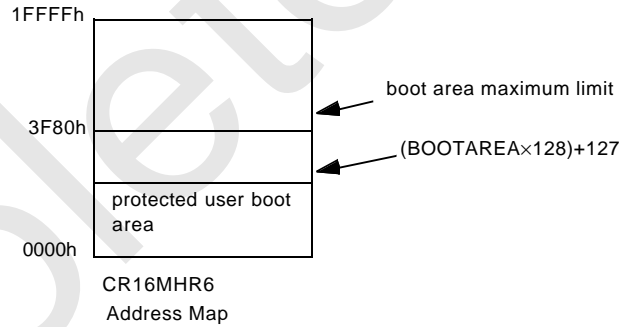 1FFFFh
boot area maximum limit
3F80h
(BOOTAREA×128)+127
protected user boot
area
0000h
CR16MHR6
Address Map